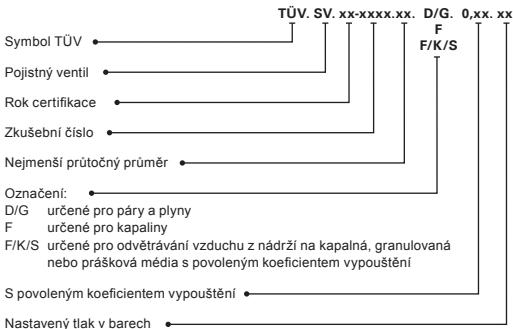 TÜV. SV. xx-xxxx.xx. D/G. 0,xx. xx
F
F/K/S
Symbol TÜV
Pojistný ventil
Rok certifikace
Zkušební číslo
Nejmenší průtočný průměr
Označení:
D/G určené pro páry a plyny
F určené pro kapaliny
F/K/S určené pro odvětrávání vzduchu z nádrží na kapalná, granulovaná
nebo prášková média s povoleným koeficientem vypouštění
S povoleným koeficientem vypouštění
Nastavený tlak v barech